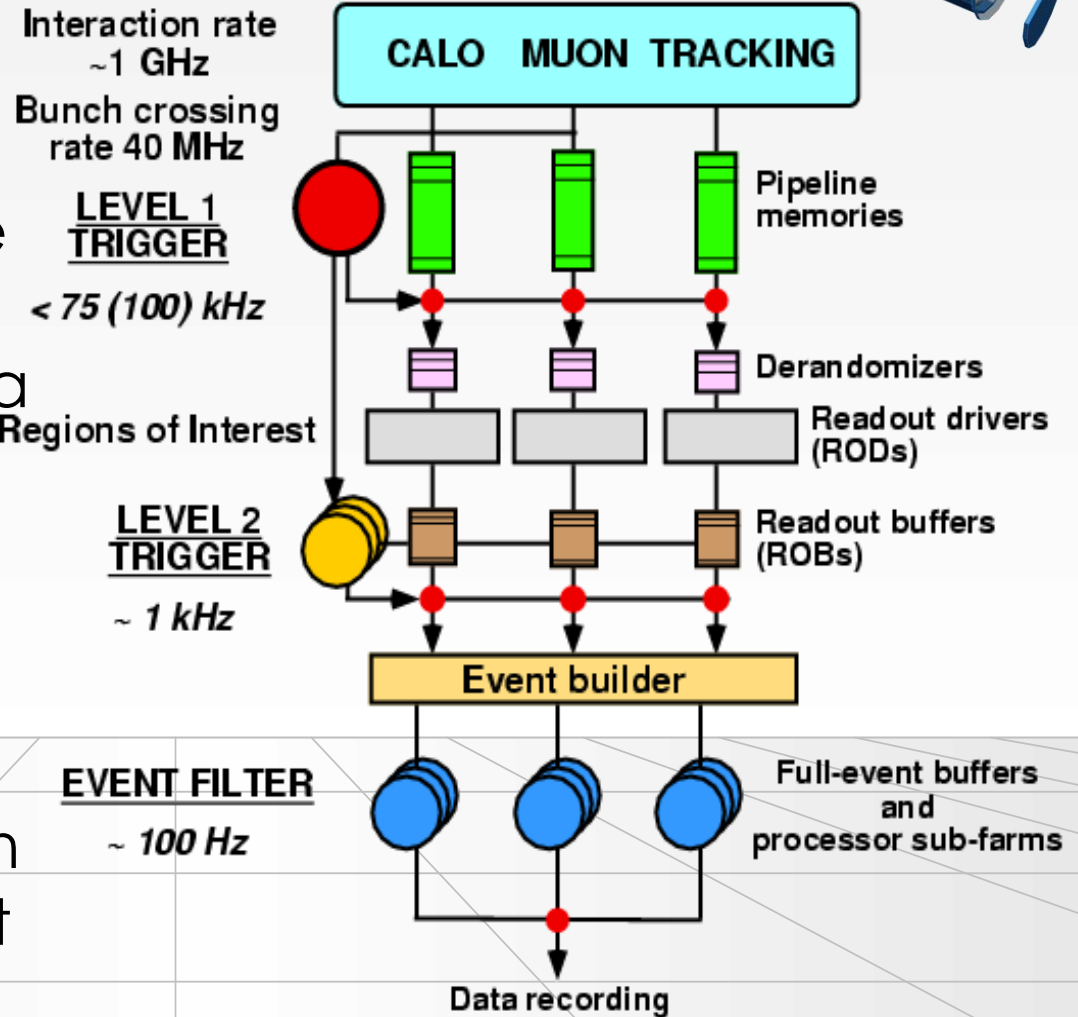 Interaction rate
~1 GHz
CALO MUON TRACKING
Bunch crossing
rate 40 MHz
LEVEL 1
TRIGGER
Pipeline
memories
< 75 (100) kHz
Derandomizers
a
Regions of Interest
Readout drivers
(RODs)
LEVEL 2
TRIGGER
Readout buffers
(ROBs)
~ 1 kHz
Event builder
EVENT FILTER
~ 100 Hz
Full-event buffers
and
processor sub-farms
Data recording